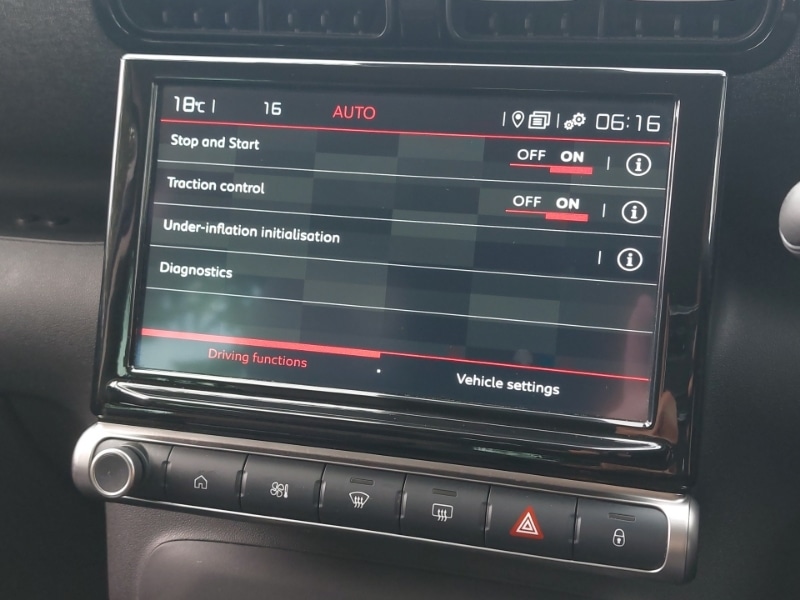 18°C 16 AUTO 06:16
Stop and Start OFF ON i
Traction control OFF ON i
Under-inflation initialisation i
Diagnostics
Driving functions Vehicle settings